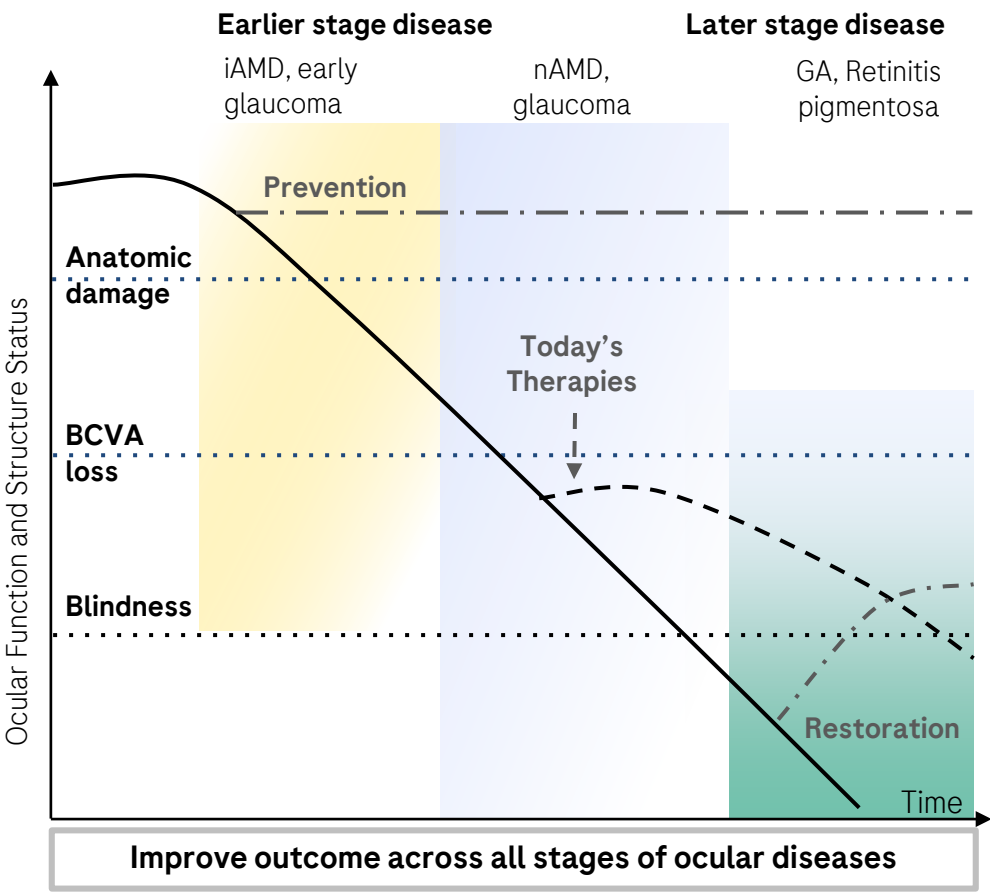 Earlier stage disease
Later stage disease
iAMD, early
glaucoma
nAMD,
glaucoma
GA, Retinitis
pigmentosa
Prevention
Anatomic
damage
Today's
Therapies
BCVA
loss
Blindness
Restoration
Ocular Function and Structure Status
Time
Improve outcome across all stages of ocular diseases